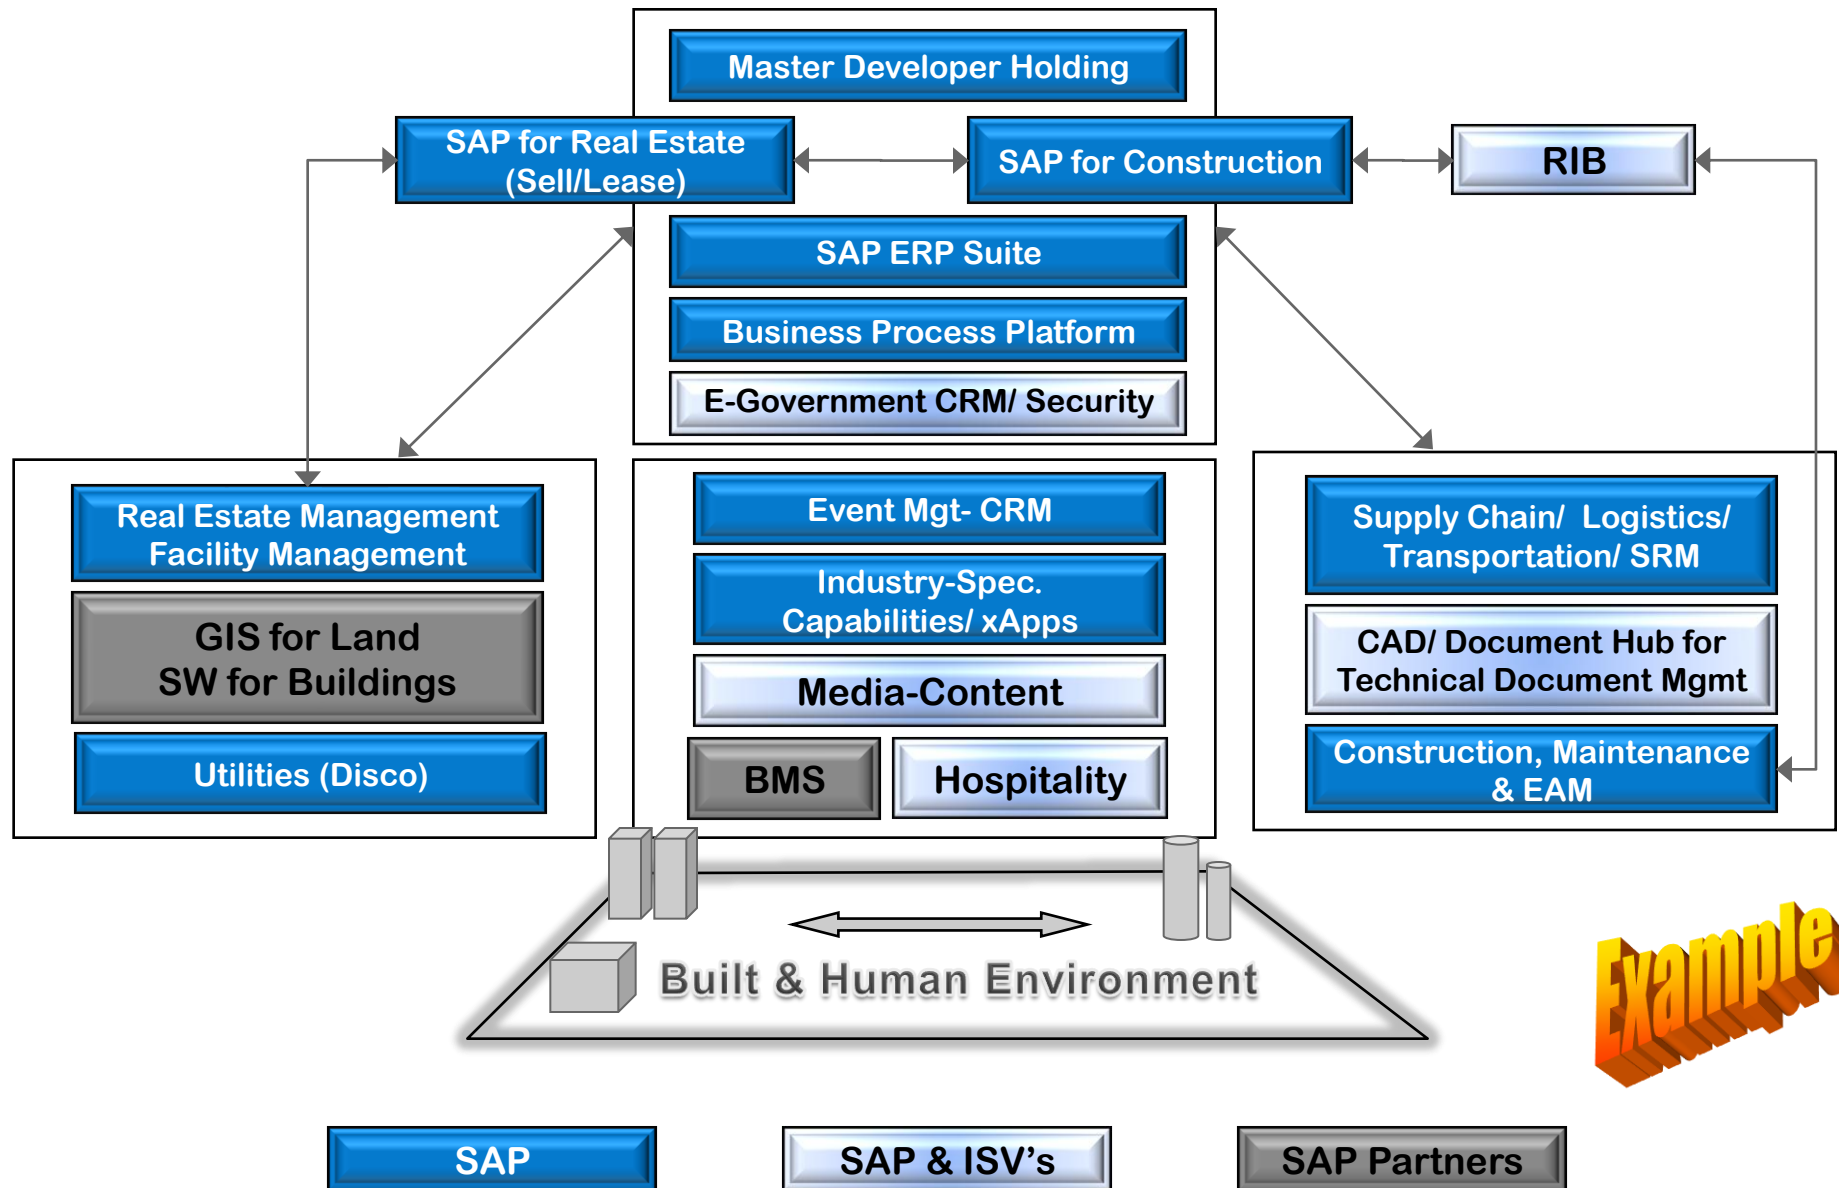 Master Developer Holding
SAP for Real Estate
(Sell/Lease)
SAP for Construction
RIB
SAP ERP Suite
Business Process Platform
E-Government CRM/ Security
Real Estate Management
Facility Management
GIS for Land
SW for Buildings
Utilities (Disco)
Event Mgt- CRM
Industry-Spec.
Capabilities/ xApps
Media-Content
BMS
Hospitality
Supply Chain/ Logistics/
Transportation/ SRM
CAD/ Document Hub for
Technical Document Mgmt
Construction, Maintenance
& EAM
Built & Human Environment
Example
SAP
SAP & ISV's
SAP Partners